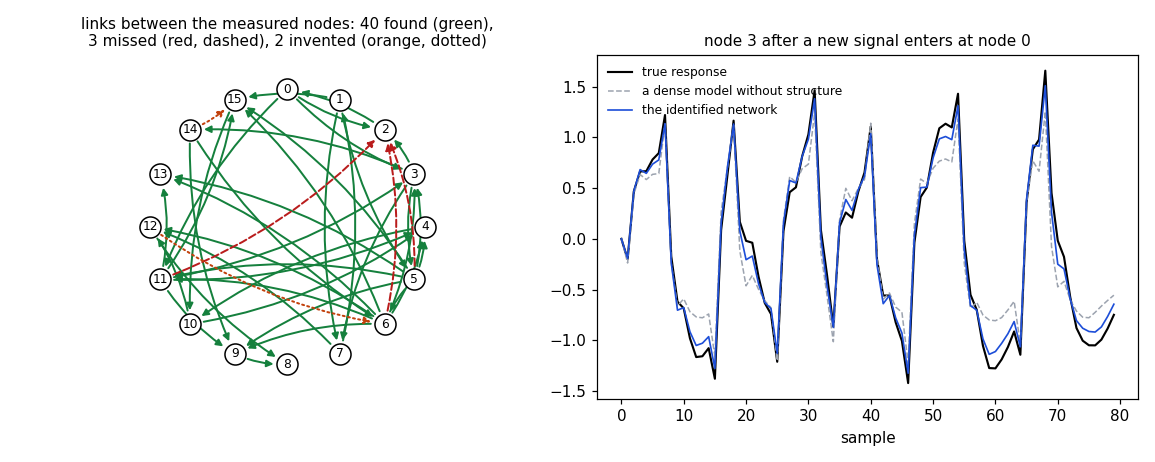 links between the measured nodes: 40 found (green),
3 missed (red, dashed), 2 invented (orange, dotted)
0
1
2
3
4
5
6
7
8
9
10
11
12
13
14
15
node 3 after a new signal enters at node 0
true response
a dense model without structure
the identified network
1.5
1.0
0.5
0.0
−0.5
−1.0
−1.5
0 10 20 30 40 50 60 70 80
sample